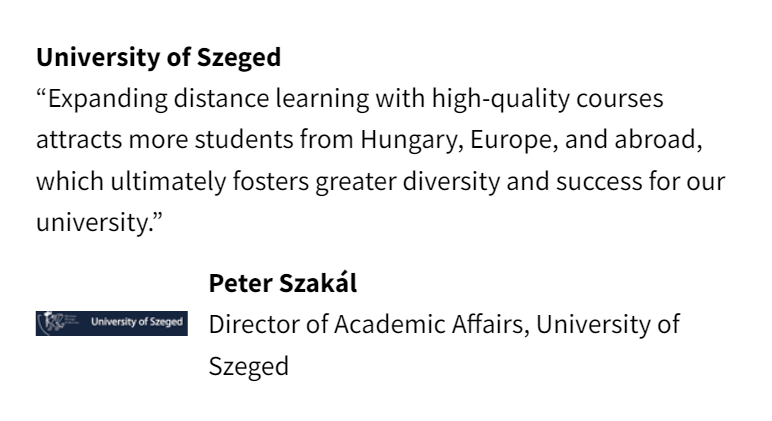 University of Szeged
“Expanding distance learning with high-quality courses
attracts more students from Hungary, Europe, and abroad,
which ultimately fosters greater diversity and success for our
university.”
Peter Szakál
University of Szeged
Director of Academic Affairs, University of
Szeged